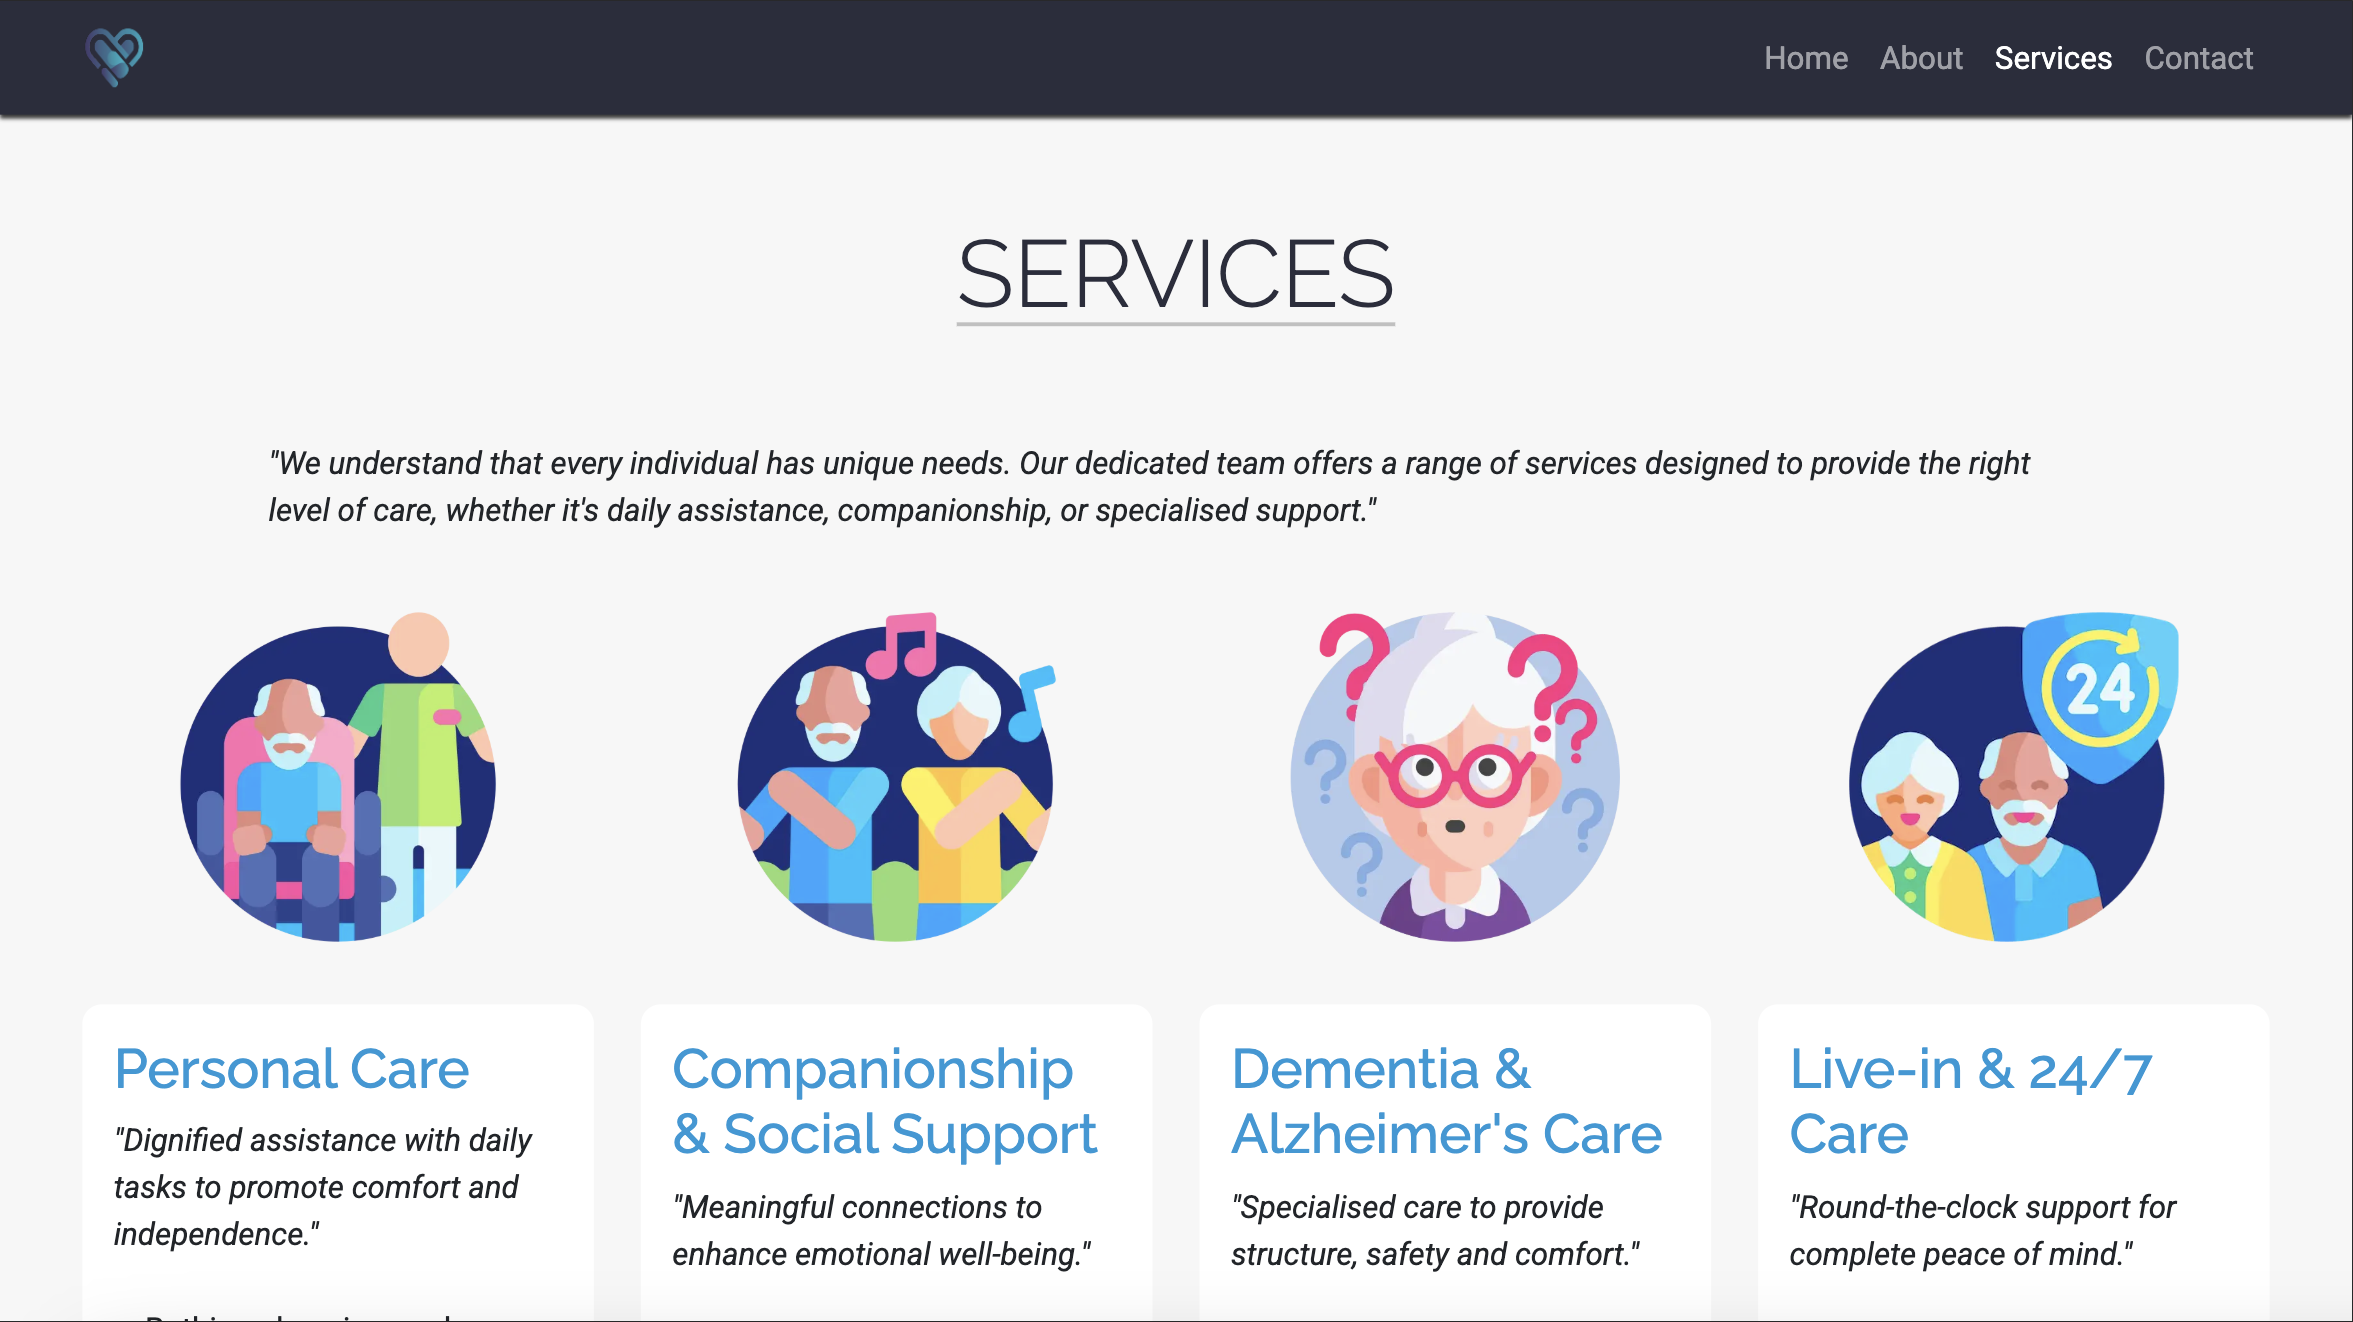 Home About Services Contact
SERVICES
"We understand that every individual has unique needs. Our dedicated team offers a range of services designed to provide the right
level of care, whether it's daily assistance, companionship, or specialised support."
24
Personal Care
"Dignified assistance with daily
tasks to promote comfort and
independence."
Companionship
& Social Support
"Meaningful connections to
enhance emotional well-being."
Dementia &
Alzheimer's Care
"Specialised care to provide
structure, safety and comfort."
Live-in & 24/7
Care
"Round-the-clock support for
complete peace of mind."